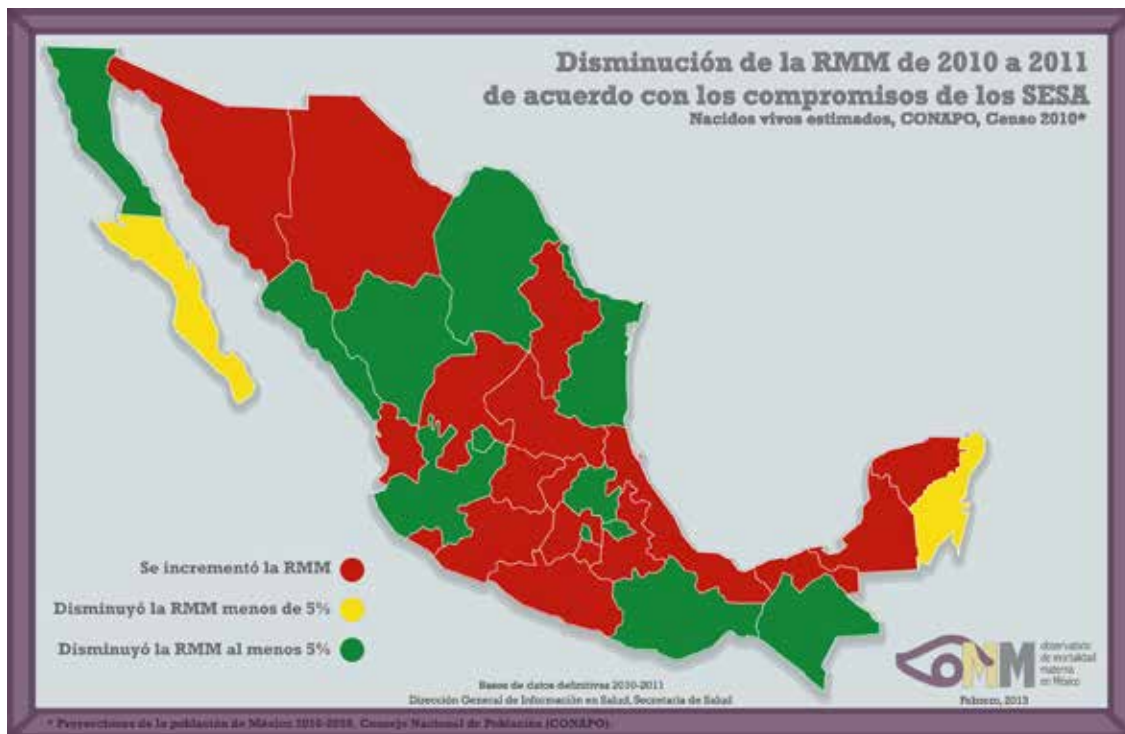 Disminución de la RMM de 2010 a 2011
de acuerdo con los compromisos de los SESA
Nacidos vivos estimados, CONAPO, Censo 2010*
Se incrementó la RMM
Disminuyó la RMM menos de 5%
Disminuyó la RMM al menos 5%
OMM
observatorio
de mortalidad
materna
en México
Bases de datos definitivas 2010-2011
Dirección General de Información en Salud, Secretaría de Salud
Febrero, 2013
* Proyecciones de la población de México 2010-2050, Consejo Nacional de Población (CONAPO).